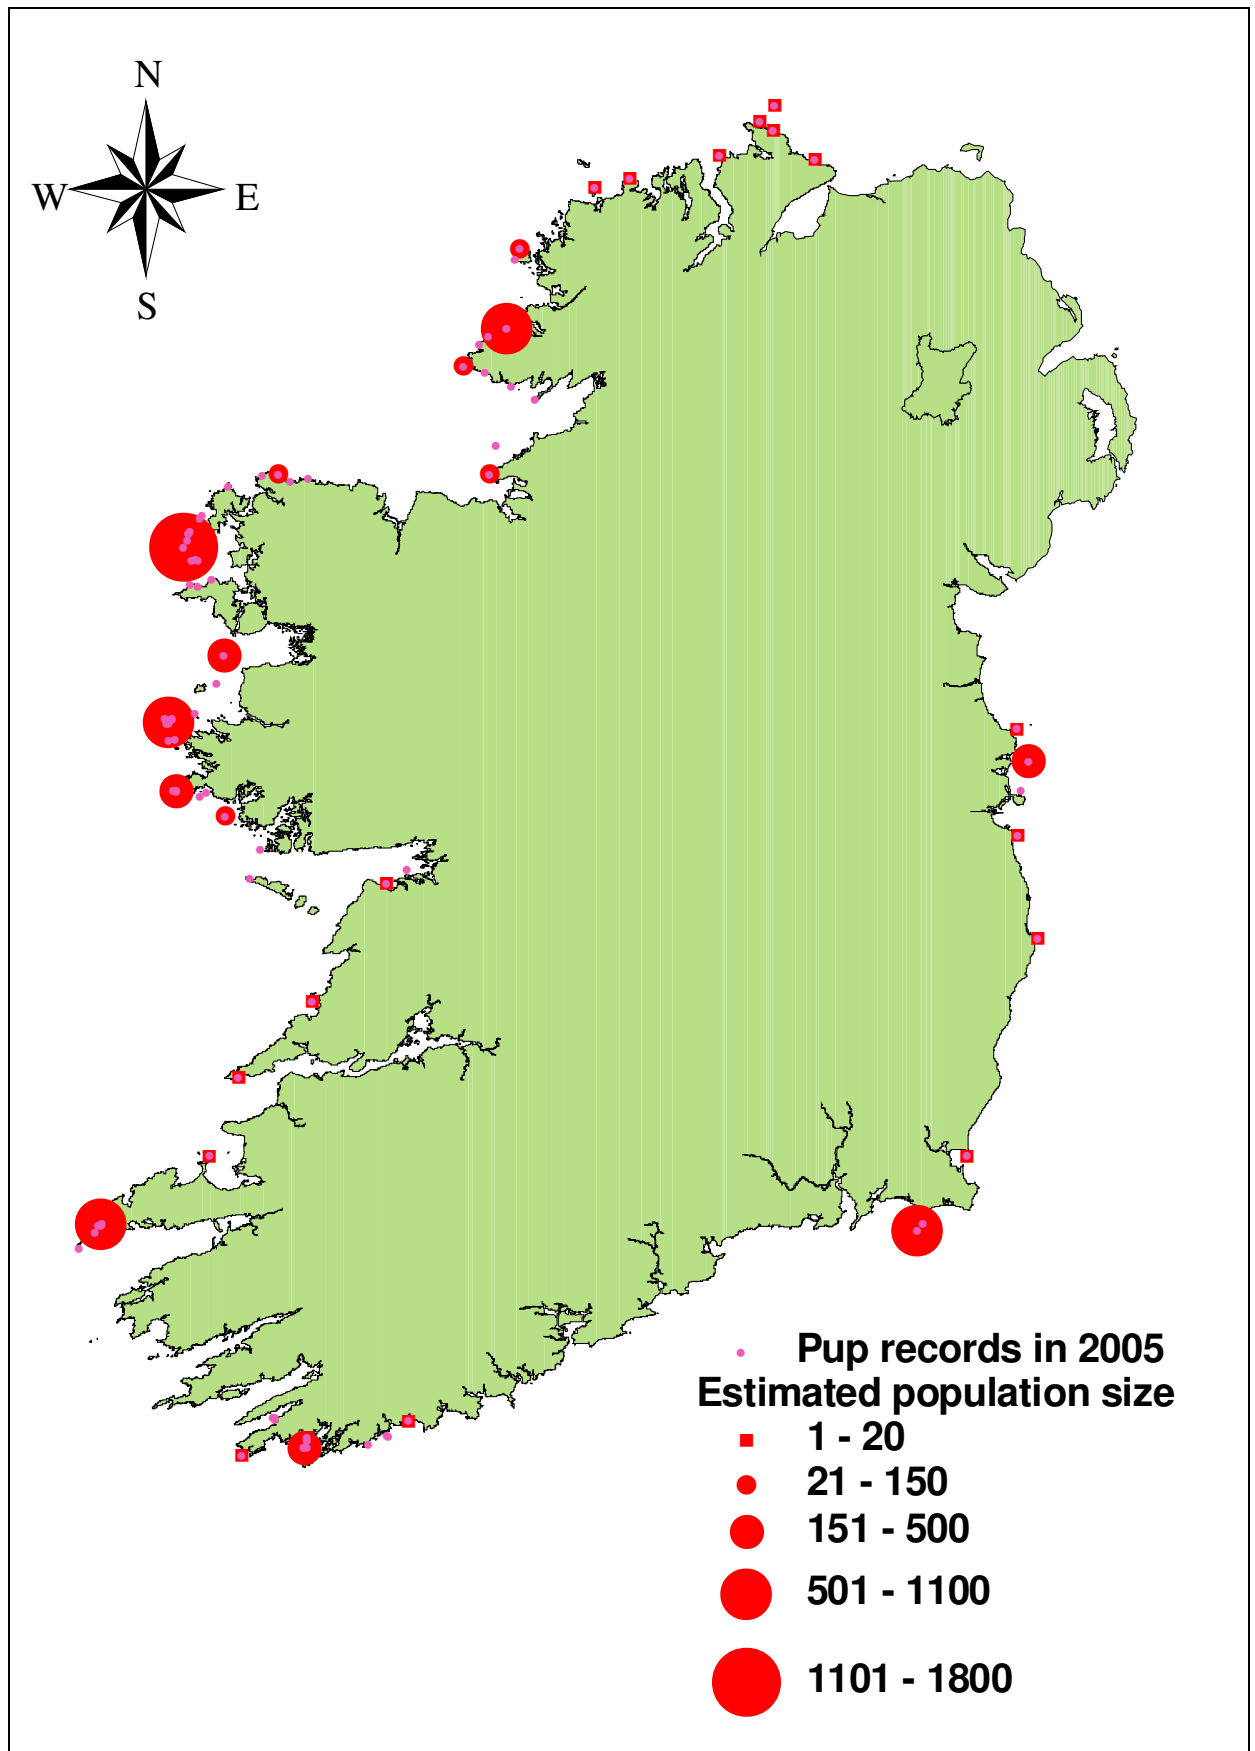 N
W
E
S
Pup records in 2005
Estimated population size
1 - 20
21 - 150
151 - 500
501 - 1100
1101 - 1800